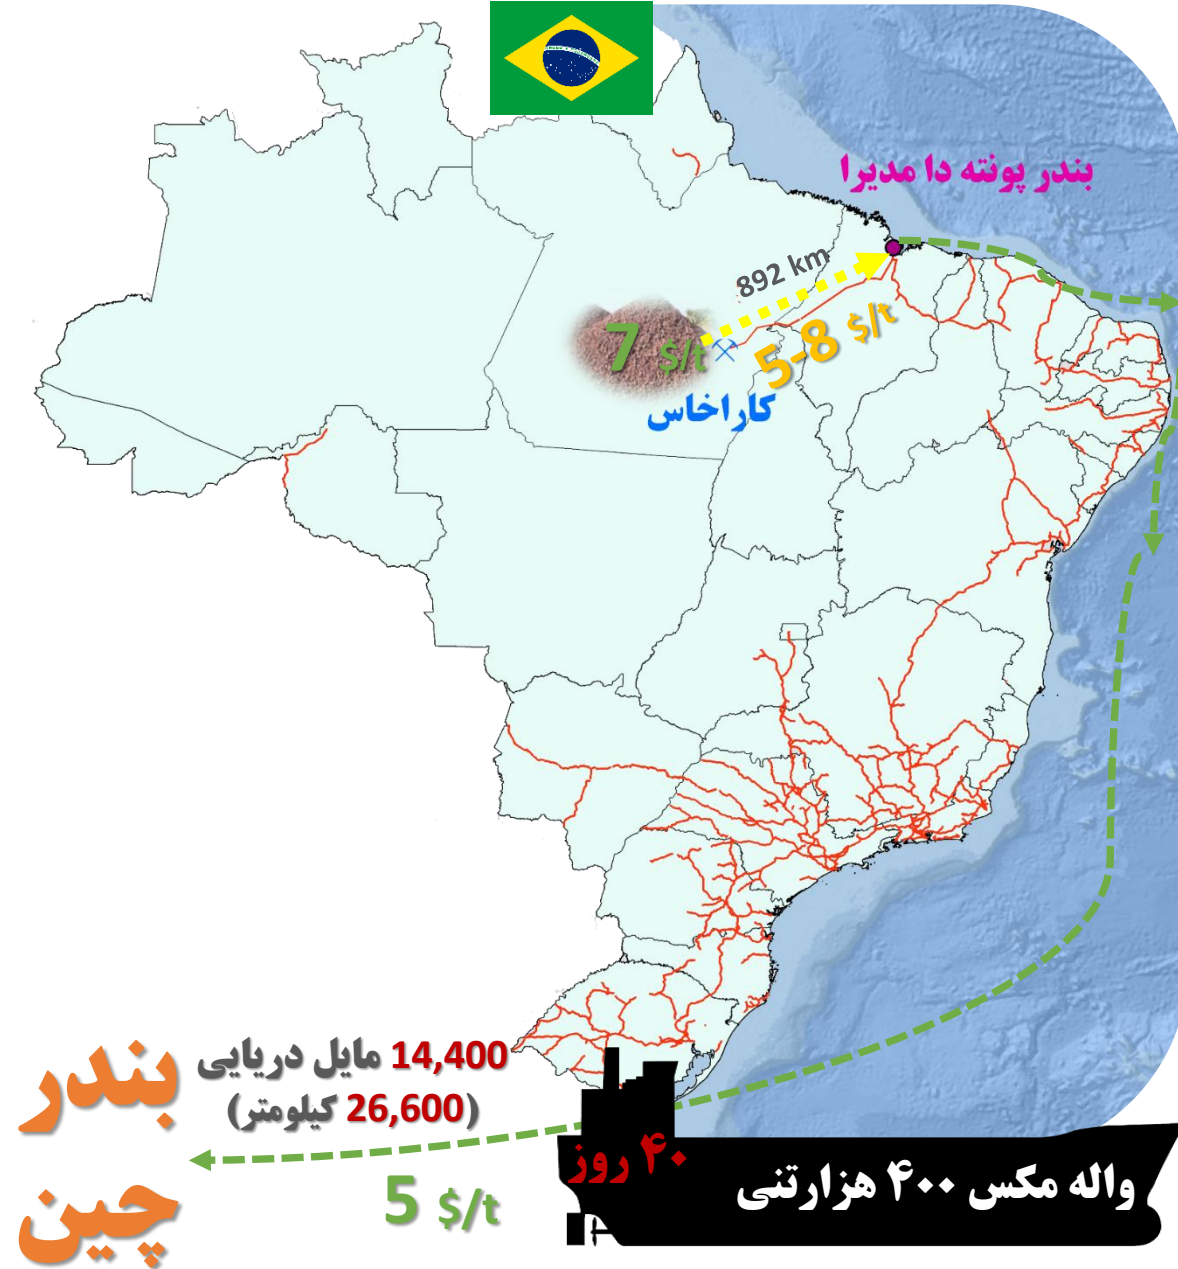 بندر پونته دا مدیرا
892 km
7 $/t
5-8 $/t
کاراخاس
14,400 مایل دریایی
(26,600 کیلومتر)
بندر
چین
5 $/t
۴۰ روز
واله مکس ۴۰۰ هزارتنی